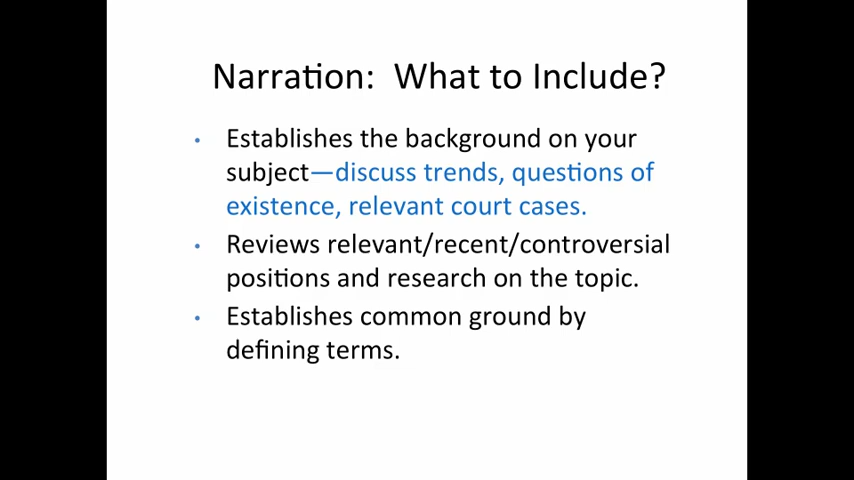 Narration:  What to Include?
• Establishes the background on your
subject—discuss trends, questions of
existence, relevant court cases.
• Reviews relevant/recent/controversial
positions and research on the topic.
• Establishes common ground by
defining terms.